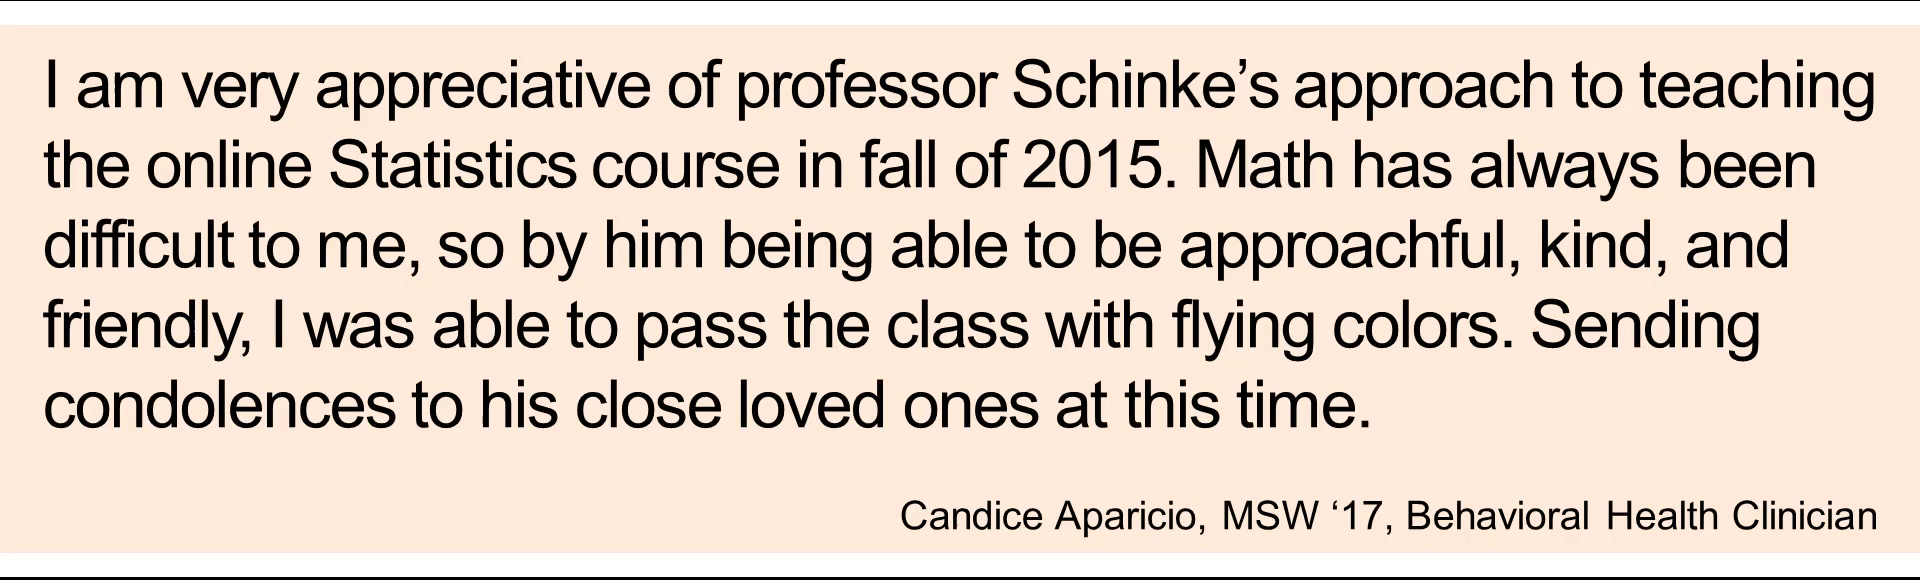 I am very appreciative of professor Schinke’s approach to teaching
the online Statistics course in fall of 2015. Math has always been
difficult to me, so by him being able to be approachful, kind, and
friendly, I was able to pass the class with flying colors. Sending
condolences to his close loved ones at this time.
Candice Aparicio, MSW ‘17, Behavioral Health Clinician